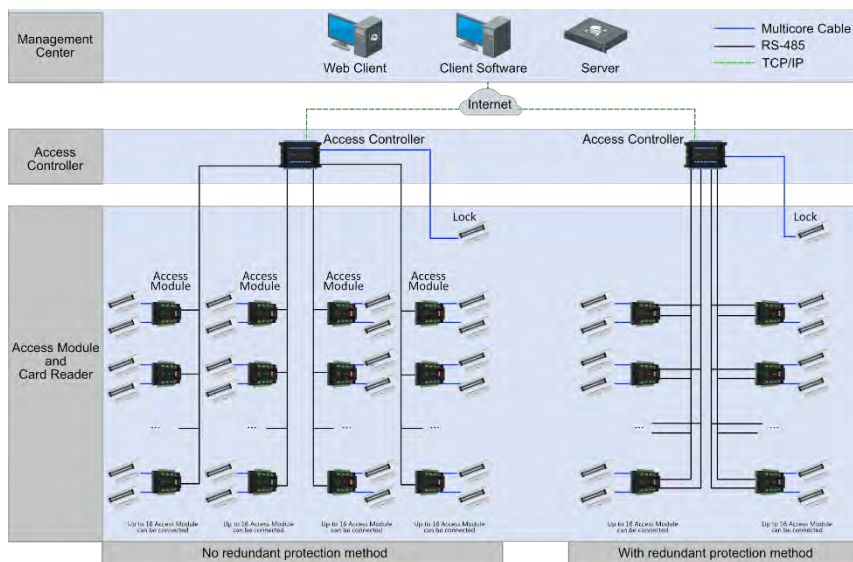 Management
Center
Web Client
Client Software
Server
Multicore Cable
RS-485
TCP/IP
Internet
Access
Controller
Access Controller
Access Controller
Lock
Lock
Access Module
and
Card Reader
Access
Module
Access
Module
Access
Module
Access
Module
...
...
...
...
...
...
Up to 16 Access Module
can be connected
Up to 16 Access Module
can be connected
Up to 16 Access Module
can be connected
Up to 16 Access Module
can be connected
Up to 16 Access Module
can be connected
Up to 16 Access Module
can be connected
No redundant protection method
With redundant protection method